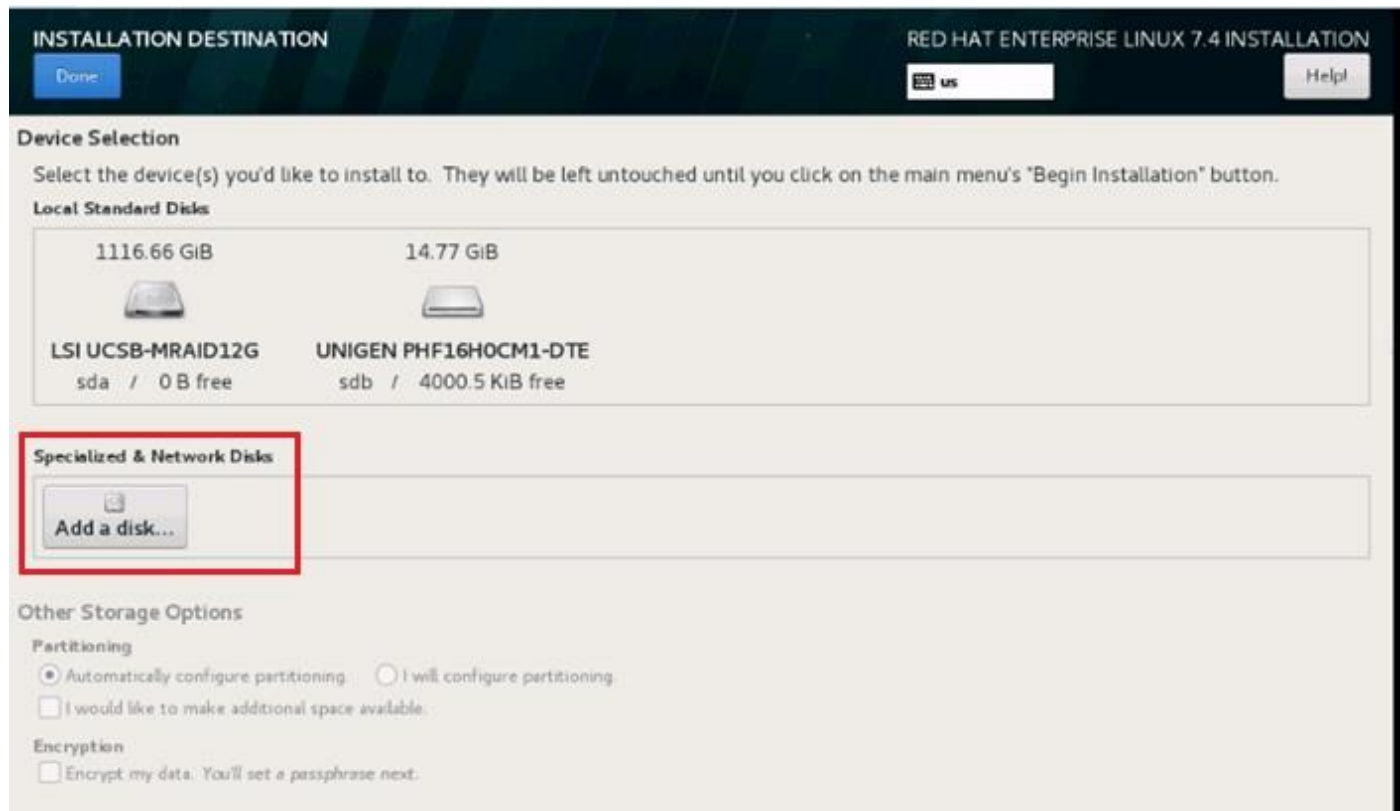 INSTALLATION DESTINATION
RED HAT ENTERPRISE LINUX 7.4 INSTALLATION
Done
us
Help!
Device Selection
Select the device(s) you'd like to install to. They will be left untouched until you click on the main menu's "Begin Installation" button.
Local Standard Disks
1116.66 GiB
14.77 GiB
LSI UCSB-MRAID12G
UNIGEN PHF16H0CM1-DTE
sda / 0 B free
sdb / 4000.5 KiB free
Specialized & Network Disks
Add a disk...
Other Storage Options
Partitioning
Automatically configure partitioning. I will configure partitioning.
I would like to make additional space available.
Encryption
Encrypt my data. You'll set a passphrase next.